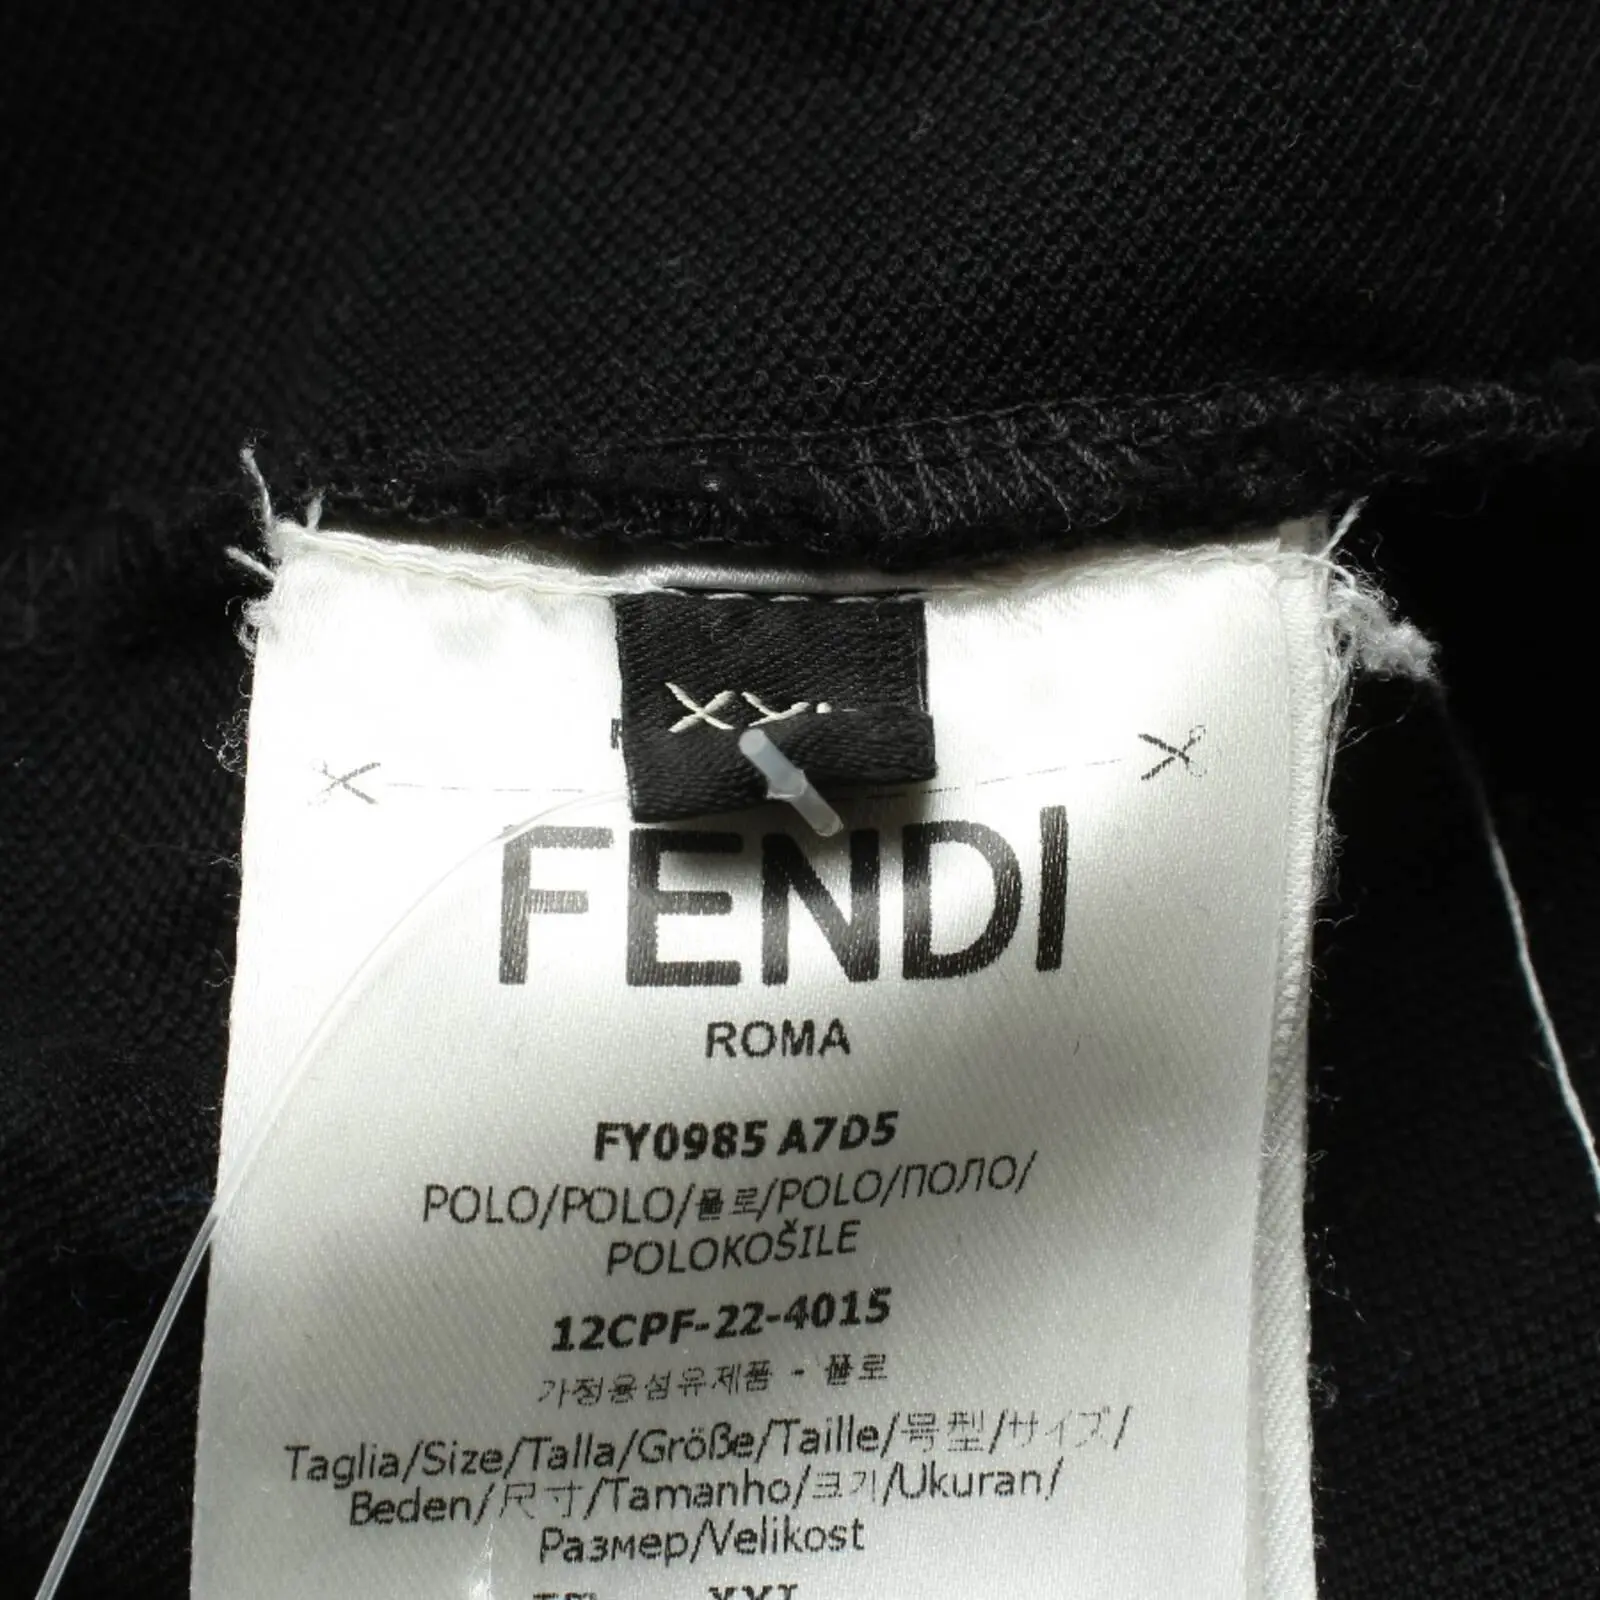 FENDI
ROMA
FY0985 A7D5
POLO/POLO/폴로/POLO/ПОЛО/
POLOKOŠILE
12CPF-22-4015
가정용섬유제품 - 폴로
Taglia/Size/Talla/Größe/Taille/号型/サイズ/
Beden/尺寸/Tamanho/크기/Ukuran/
Размер/Velikost
XXL